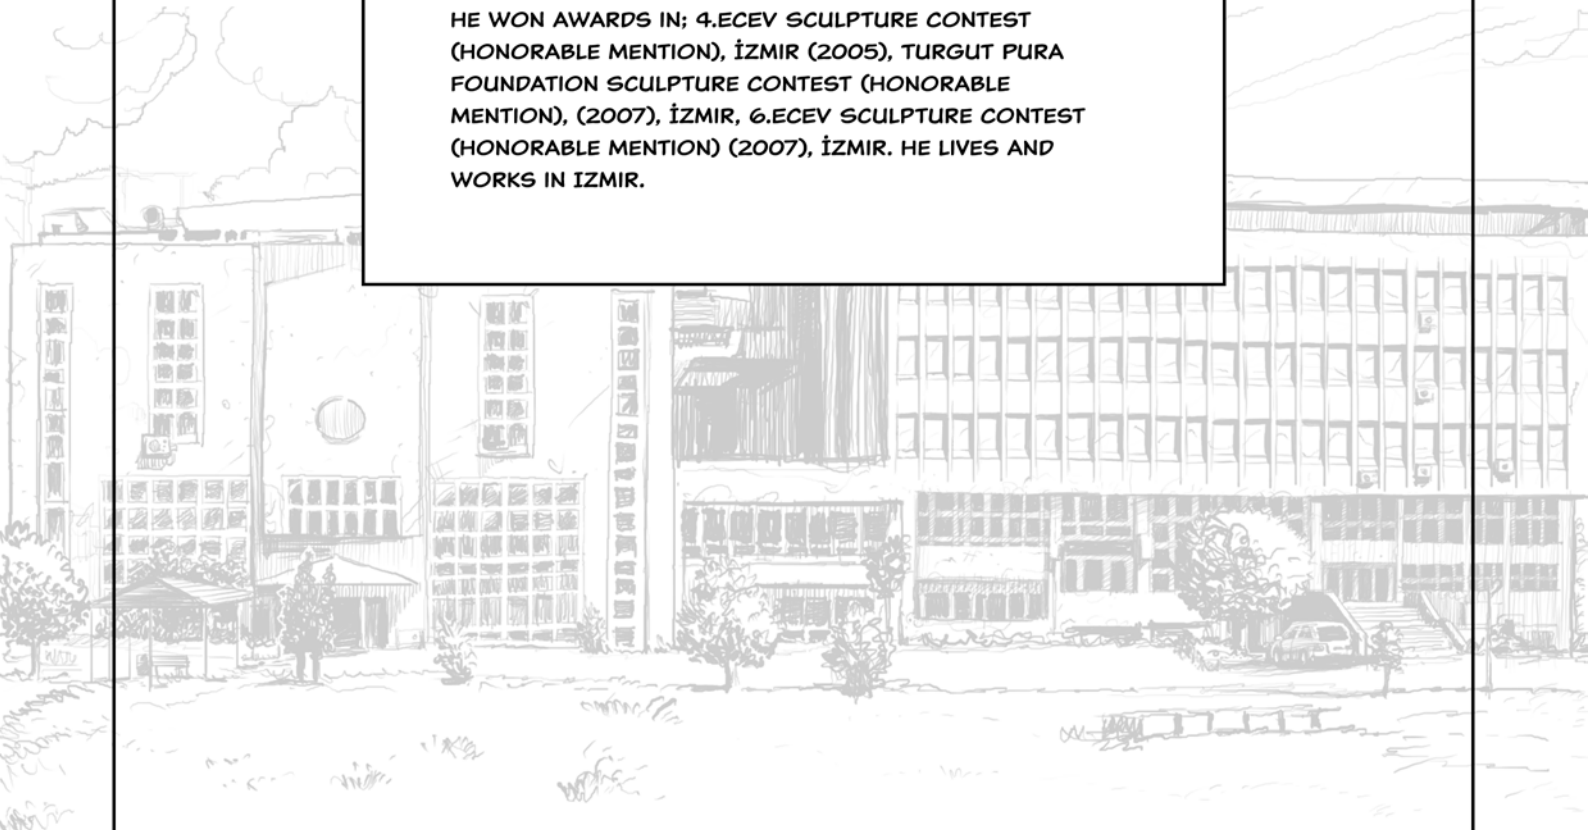 HE WON AWARDS IN; 4.ECEV SCULPTURE CONTEST
(HONORABLE MENTION), İZMIR (2005), TURGUT PURA
FOUNDATION SCULPTURE CONTEST (HONORABLE
MENTION), (2007), İZMIR, 6.ECEV SCULPTURE CONTEST
(HONORABLE MENTION) (2007), İZMIR. HE LIVES AND
WORKS IN IZMIR.